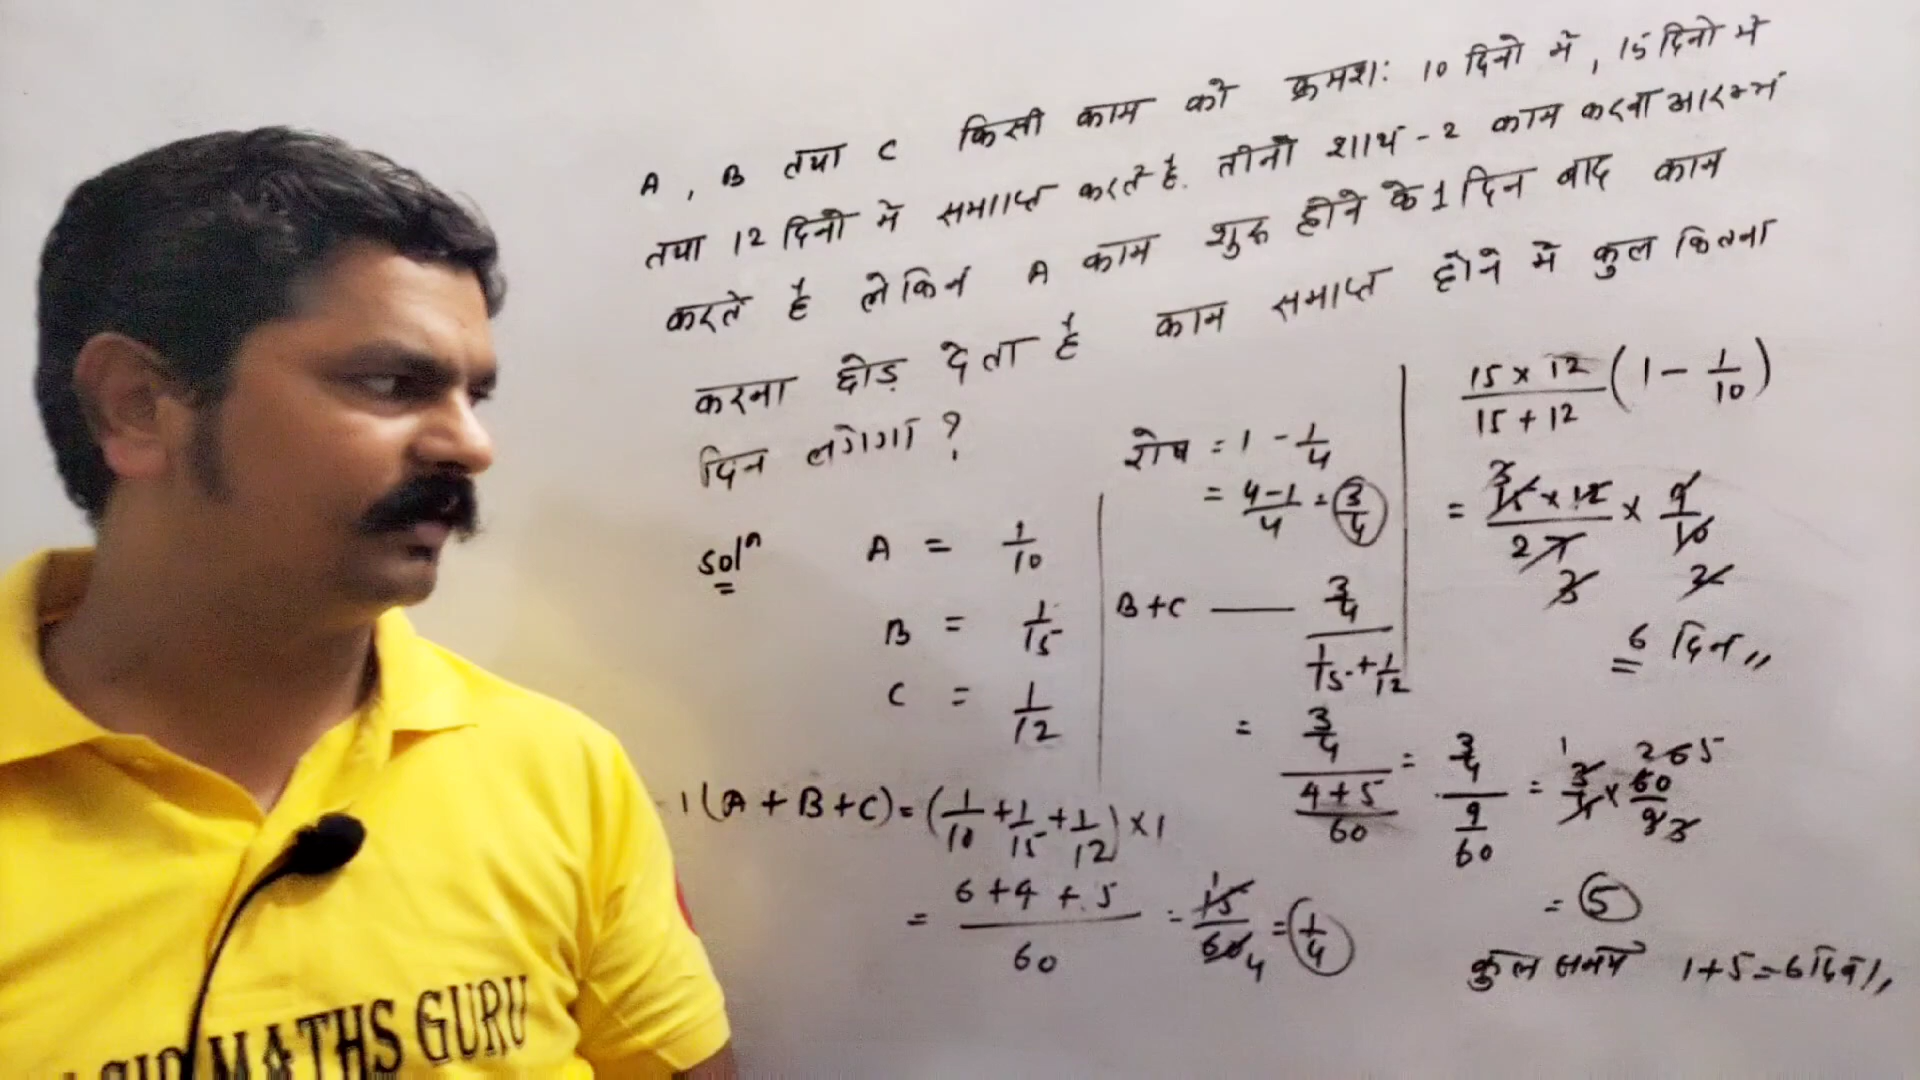 A , B तथा C किसी काम को क्रमश: 10 दिनो में , 15 दिनो में
तथा 12 दिनो में समाप्त करते है. तीनो शाथ - 2 काम करना आरम्भ
करते है लेकिन A काम शुरु होने के 1 दिन बाद काम
करना छोड़ देता है काम समाप्त होने में कुल कितना
दिन लगेगा ?
solⁿ
A = 1/10
B = 1/15
C = 1/12
1(A + B + C) = (1/10 + 1/15 + 1/12) × 1
= (6 + 4 + 5)/60 = 15/60 = 1/4
शेष = 1 - 1/4
= (4-1)/4 = 3/4
B+C — (3/4)/(1/15 + 1/12)
= (3/4)/((4+5)/60) = (3/4)/(9/60) = 3/4 × 60/9
= 5
कुल समय 1+5=6 दिन//
(15 × 12)/(15 + 12) (1 - 1/10)
= (15 × 12)/27 × 9/10
= 6 दिन//
MATHS GURU